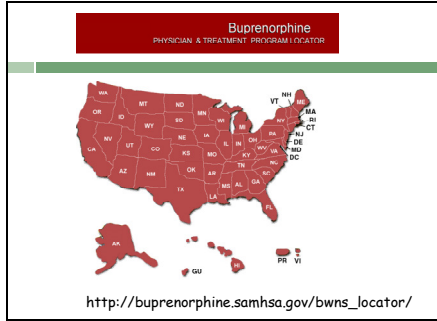 Buprenorphine
PHYSICIAN & TREATMENT PROGRAM LOCATOR
WA
MT
ND
MN
VT
NH
ME
OR
ID
SD
WI
MI
NY
MA
RI
CT
WY
NV
NE
IA
PA
NJ
DE
MD
DC
CA
UT
CO
KS
MO
IL
IN
OH
WV
VA
KY
AZ
NM
OK
AR
TN
NC
SC
TX
LA
MS
AL
GA
FL
AK
HI
GU
PR
VI
http://buprenorphine.samhsa.gov/bwns_locator/